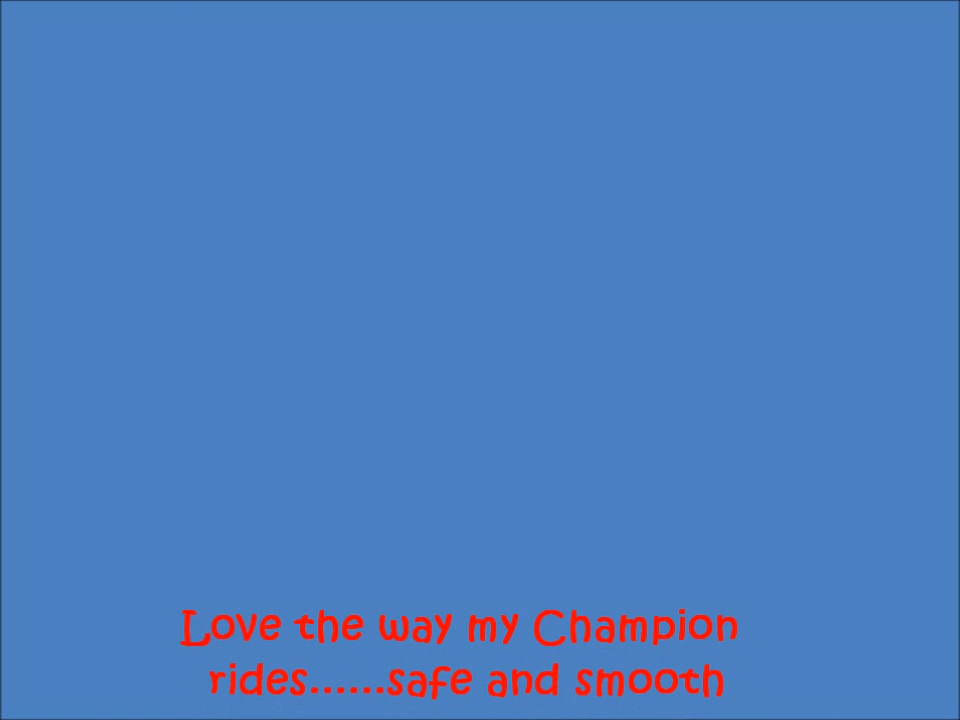 Love the way my Champion
rides......safe and smooth